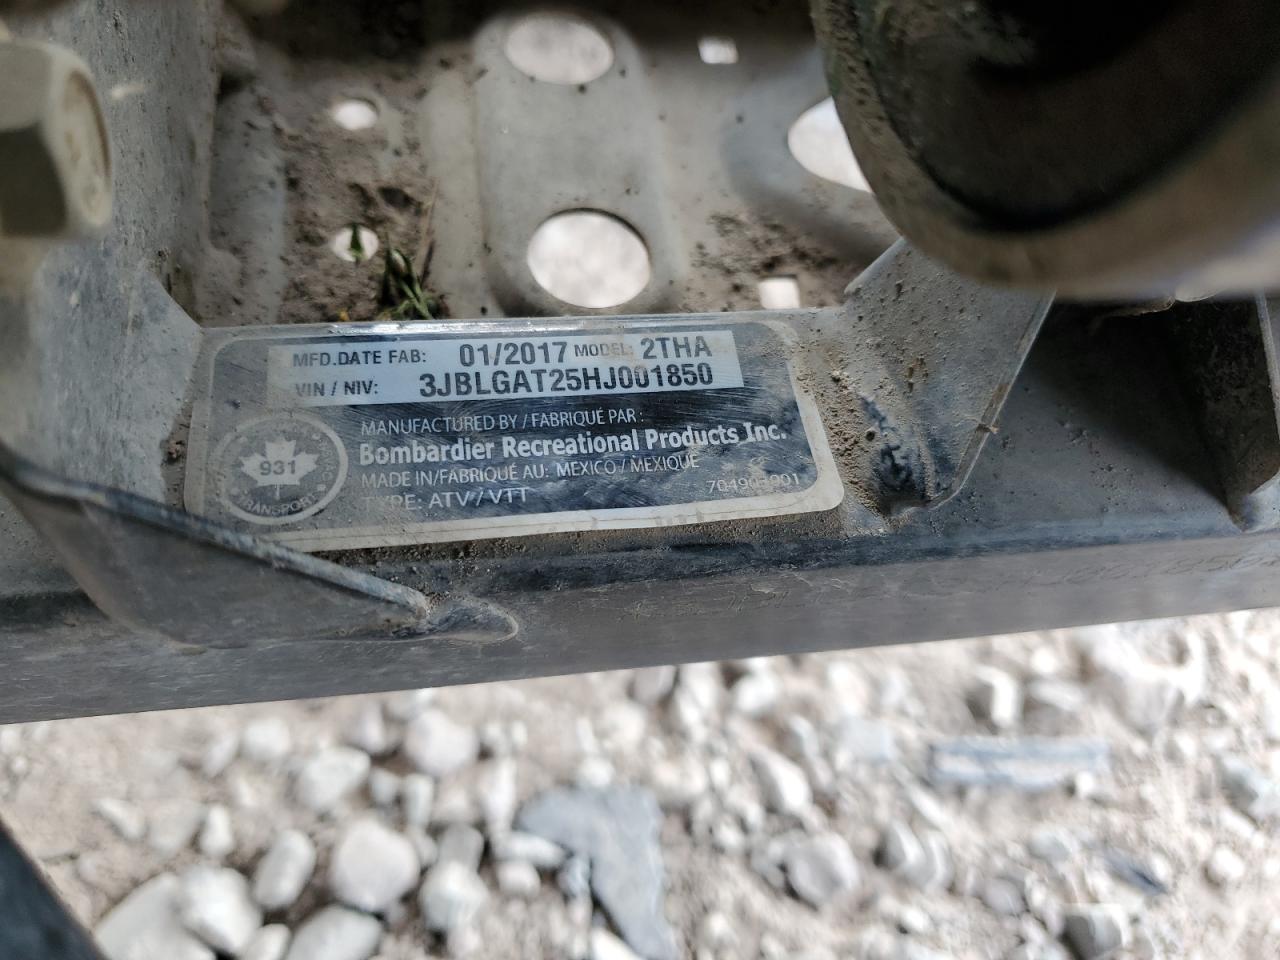 MFD.DATE FAB: 01/2017 MODEL: 2THA
VIN / NIV: 3JBLGAT25HJ001850
MANUFACTURED BY / FABRIQUÉ PAR :
Bombardier Recreational Products Inc.
MADE IN/FABRIQUÉ AU: MEXICO / MEXIQUE
TYPE: ATV / VTT
931
TRANSPORT